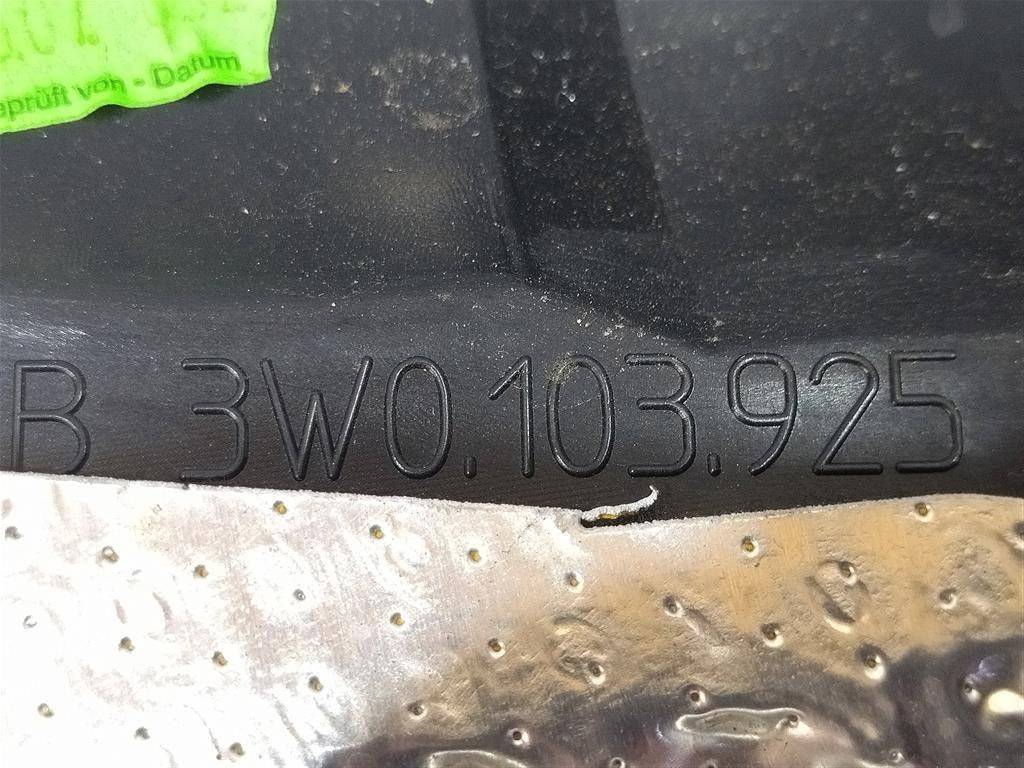 geprüft von - Datum
B 3W0.103.925